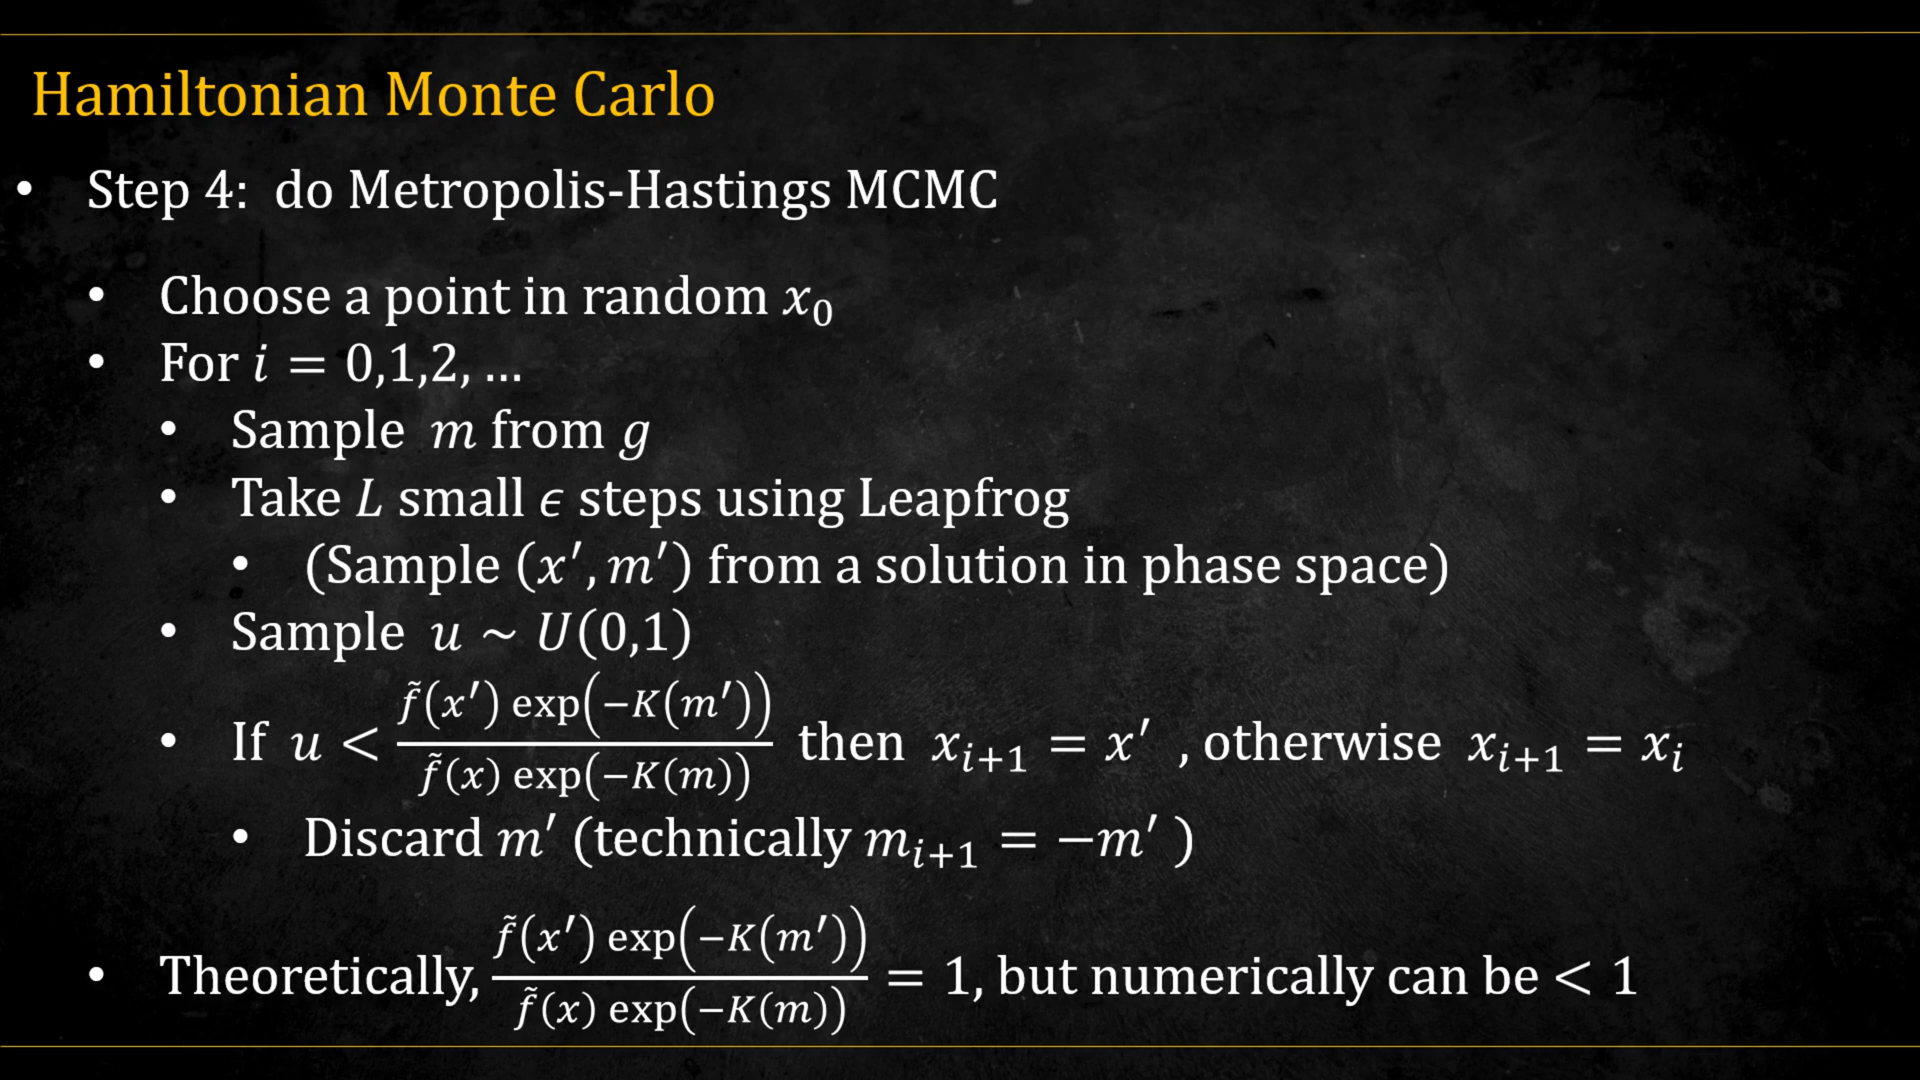 Hamiltonian Monte Carlo
• Step 4: do Metropolis-Hastings MCMC
• Choose a point in random $x_0$
• For $i = 0,1,2, \ldots$
• Sample $m$ from $g$
• Take $L$ small $\epsilon$ steps using Leapfrog
• (Sample $(x', m')$ from a solution in phase space)
• Sample $u \sim U(0,1)$
• If $u < \frac{\tilde{f}(x') \exp(-K(m'))}{\tilde{f}(x) \exp(-K(m))}$ then $x_{i+1} = x'$ , otherwise $x_{i+1} = x_i$
• Discard $m'$ (technically $m_{i+1} = -m'$ )
• Theoretically, $\frac{\tilde{f}(x') \exp(-K(m'))}{\tilde{f}(x) \exp(-K(m))} = 1$, but numerically can be $< 1$